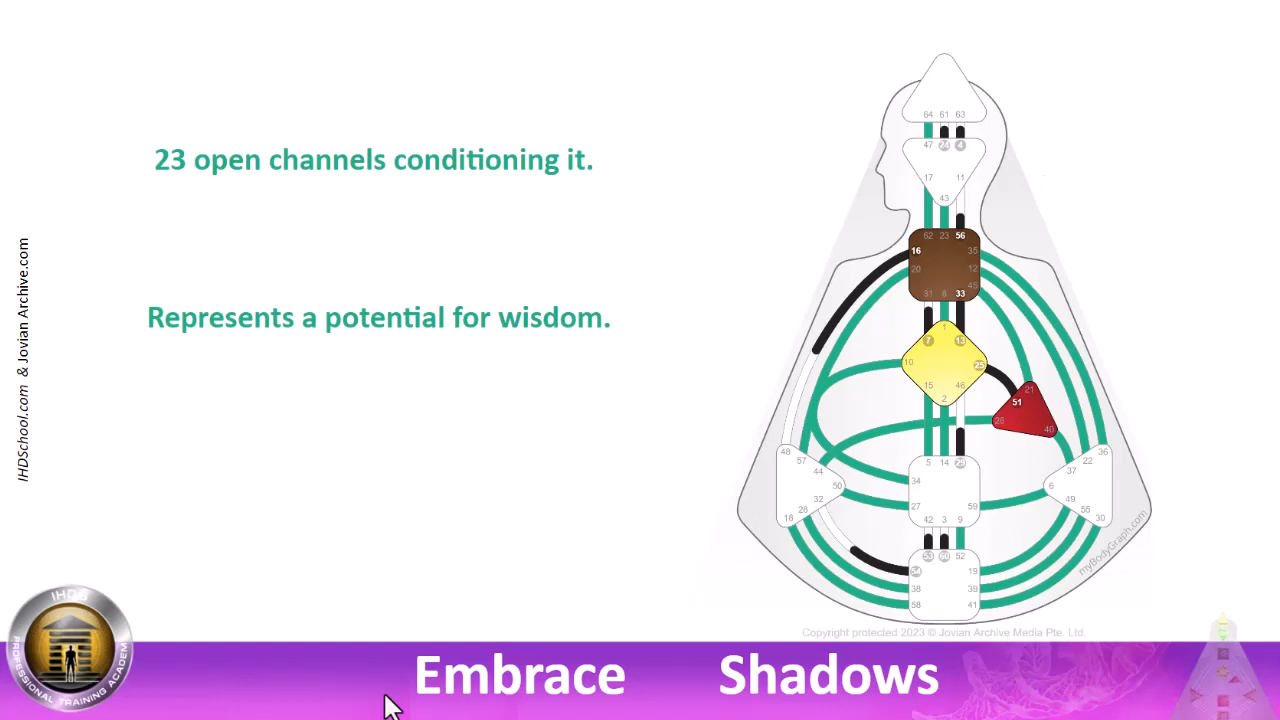 23 open channels conditioning it.
Represents a potential for wisdom.
IHDSchool.com & Jovian Archive.com
64 61 63
47 24 4
17 11
43
62 23 56
16 35
20 12
45
31 8 33
1
7 13
10 25
15 46
2
21
51
26 40
48 36
57 22
44 37
5 14 29
50 34 6
32 49
28 27 59 55
18 30
42 3 9
53 60 52
54 19
38 39
58 41
myBodyGraph.com
Copyright protected 2023 © Jovian Archive Media Pte. Ltd.
IHDS
PROFESSIONAL TRAINING ACADEMY
Embrace Shadows